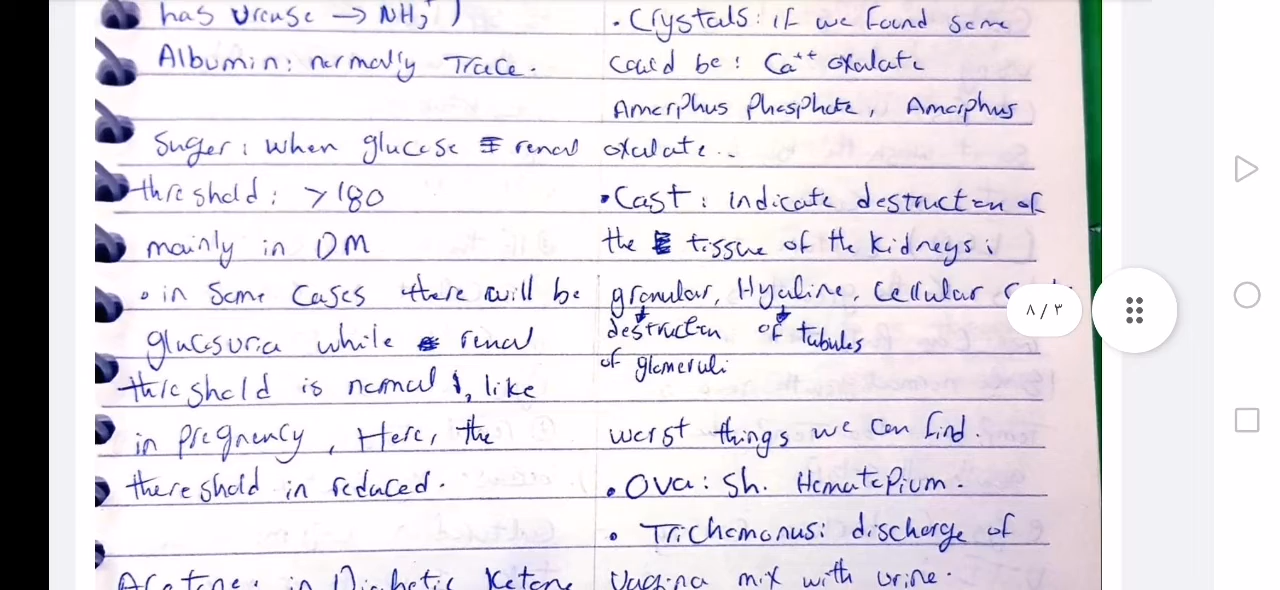 has urease → NH3+)
Albumin: normally Trace.
Suger: when glucose renal
threshold: >180
mainly in DM
• in Some Cases there will be
glucosuria while renal
threshold is normal, like
in pregnency, Here, the
thereshold in reduced.
Acetone: in Diabetic Ketone
• Crystals: if we found some
could be: Ca++ oxalate
Amorphus Phosphate, Amorphus
oxalate..
• Cast: indicate destruction of
the tissue of the kidneys:
granular, Hyaline, Cellular
destruction of tubules
of glomeruli
worst things we can find.
• Ova: Sh. Hematopium.
• Trichomonus: discharge of
Vagina mix with urine.
٨ / ٣